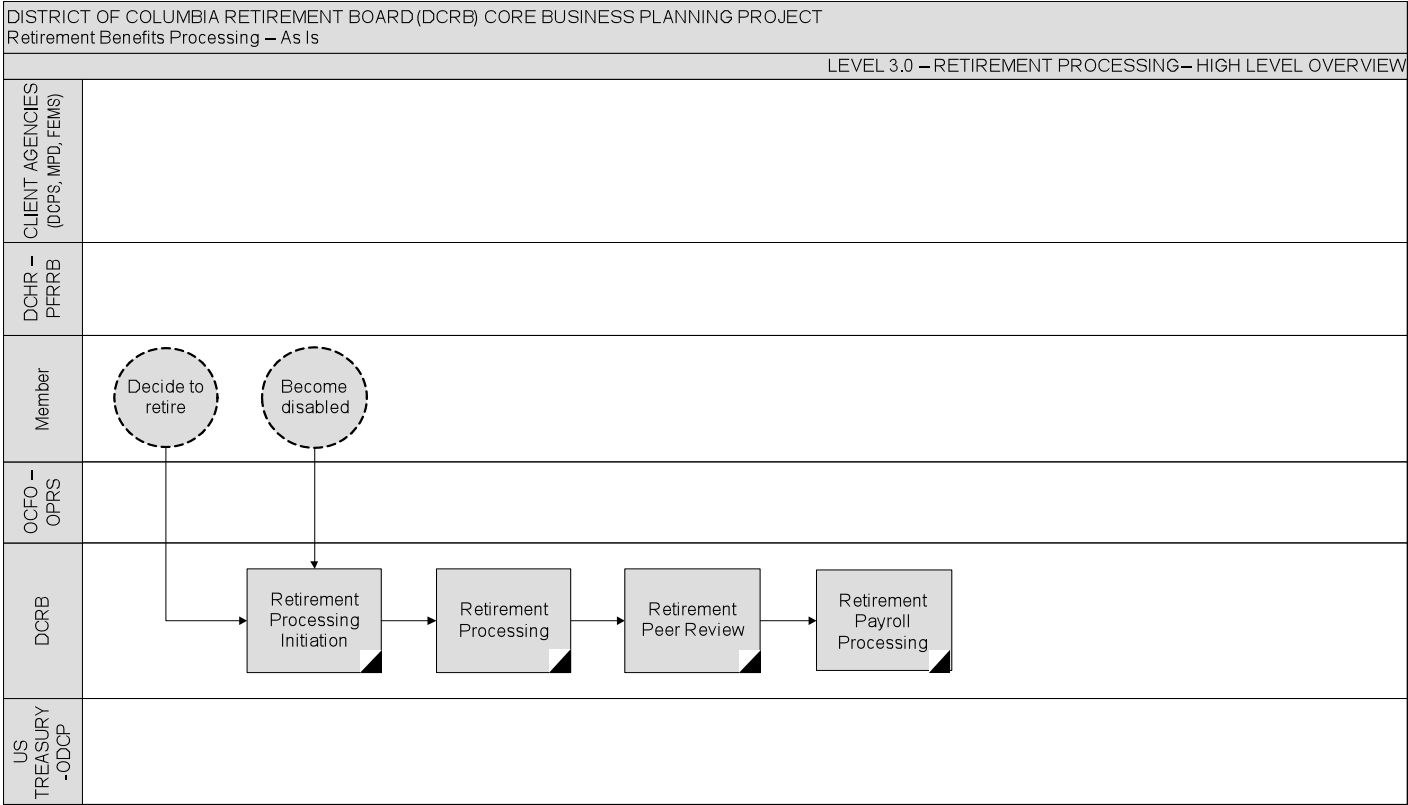 DISTRICT OF COLUMBIA RETIREMENT BOARD (DCRB) CORE BUSINESS PLANNING PROJECT
Retirement Benefits Processing – As Is
LEVEL 3.0 – RETIREMENT PROCESSING– HIGH LEVEL OVERVIEW
CLIENT AGENCIES
(DCPS, MPD, FEMS)
DCHR –
PFRRB
Member
Decide to
retire
Become
disabled
OCFO –
OPRS
DCRB
Retirement
Processing
Initiation
Retirement
Processing
Retirement
Peer Review
Retirement
Payroll
Processing
US
TREASURY
-ODCP